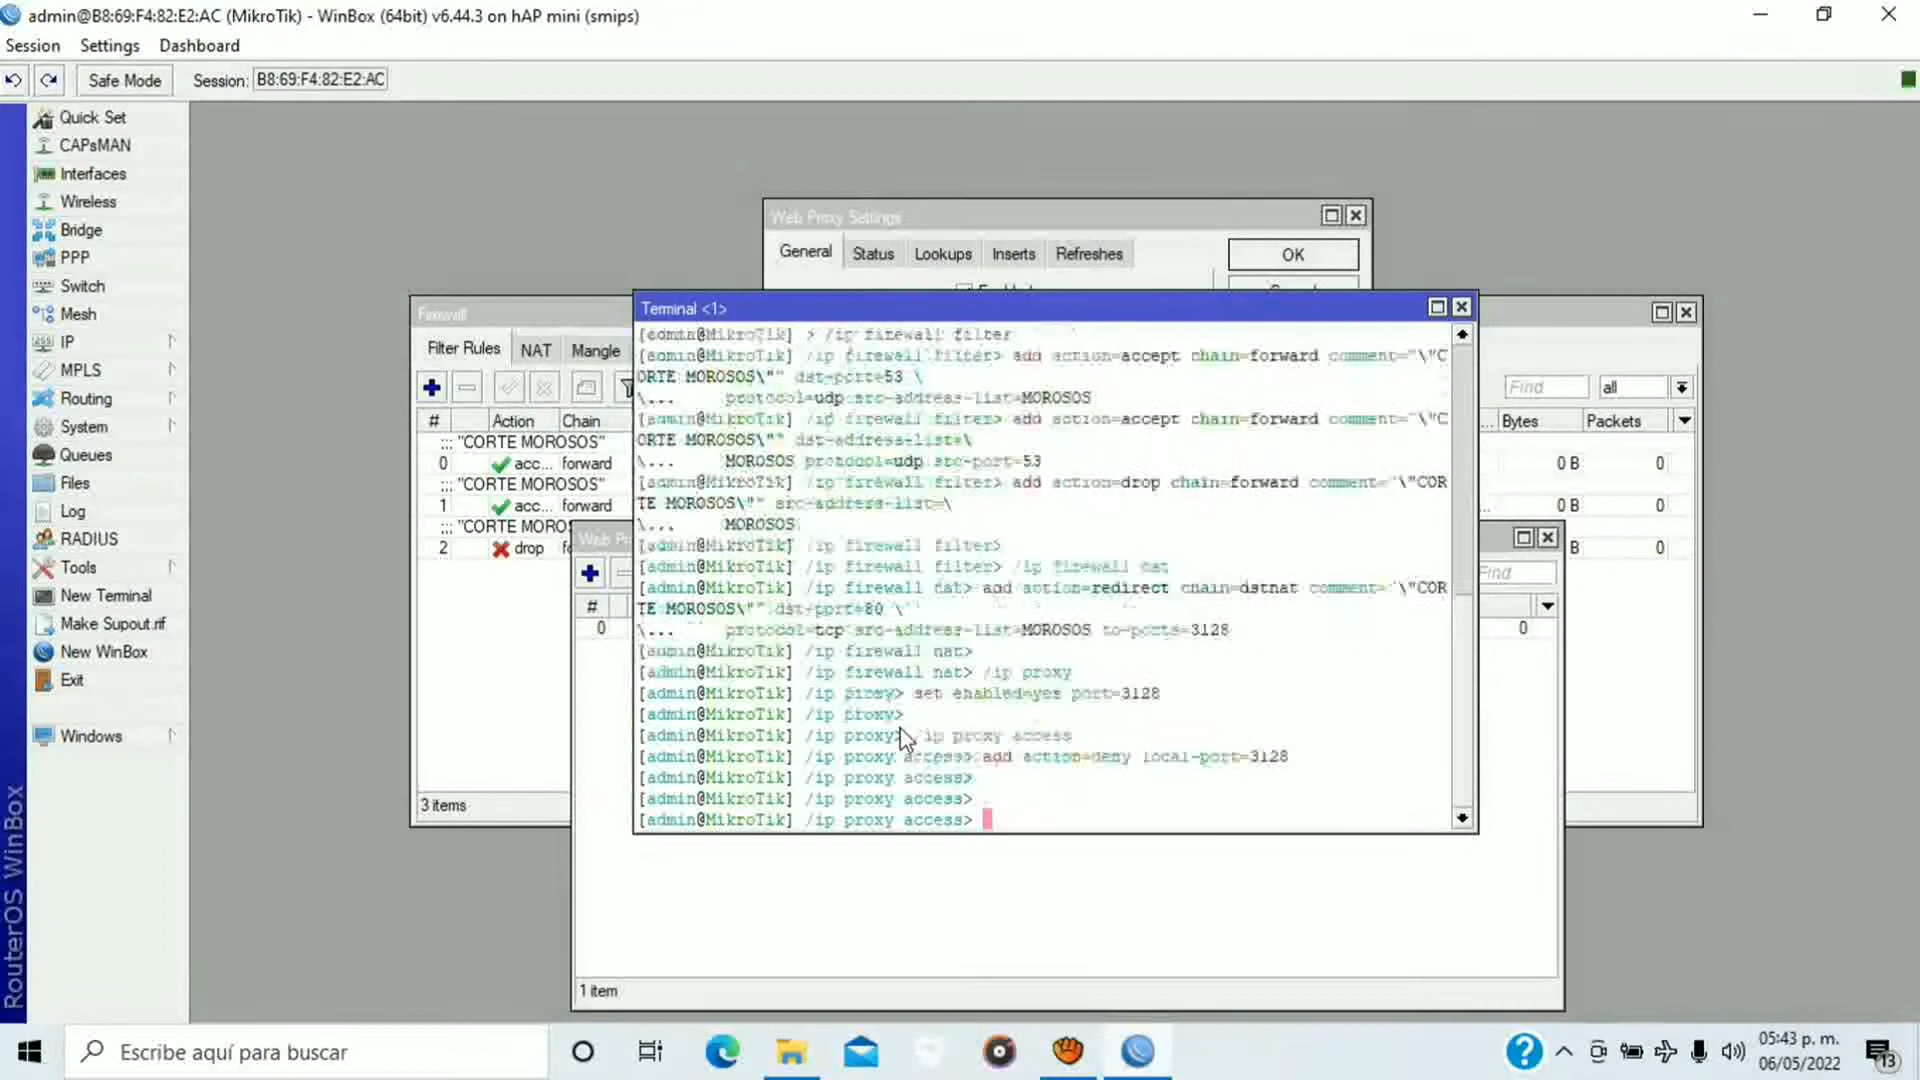 admin@B8:69:F4:82:E2:AC (MikroTik) - WinBox (64bit) v6.44.3 on hAP mini (smips)
Session Settings Dashboard
Safe Mode Session: B8:69:F4:82:E2:AC
Quick Set
CAPsMAN
Interfaces
Wireless
Bridge
PPP
Switch
Mesh
IP
MPLS
Routing
System
Queues
Files
Log
RADIUS
Tools
New Terminal
Make Supout.rif
New WinBox
Exit
Windows
RouterOS WinBox
Web Proxy Settings
General Status Lookups Inserts Refreshes OK
Firewall
Filter Rules NAT Mangle
Find all
# Action Chain Bytes Packets
::: "CORTE MOROSOS"
0 acc... forward 0 B 0
::: "CORTE MOROSOS"
1 acc... forward 0 B 0
::: "CORTE MOROS
2 drop B 0
3 items
Web Pr
Find
#
0 0
1 item
Terminal <1>
[admin@MikroTik] > /ip firewall filter
[admin@MikroTik] /ip firewall filter> add action=accept chain=forward comment="\"C
ORTE MOROSOS\"" dst-port=53 \
\... protocol=udp src-address-list=MOROSOS
[admin@MikroTik] /ip firewall filter> add action=accept chain=forward comment="\"C
ORTE MOROSOS\"" dst-address-list=\
\... MOROSOS protocol=udp src-port=53
[admin@MikroTik] /ip firewall filter> add action=drop chain=forward comment="\"COR
TE MOROSOS\"" src-address-list=\
\... MOROSOS
[admin@MikroTik] /ip firewall filter>
[admin@MikroTik] /ip firewall filter> /ip firewall nat
[admin@MikroTik] /ip firewall nat> add action=redirect chain=dstnat comment="\"COR
TE MOROSOS\"" dst-port=80 \
\... protocol=tcp src-address-list=MOROSOS to-ports=3128
[admin@MikroTik] /ip firewall nat>
[admin@MikroTik] /ip firewall nat> /ip proxy
[admin@MikroTik] /ip proxy> set enabled=yes port=3128
[admin@MikroTik] /ip proxy>
[admin@MikroTik] /ip proxy> /ip proxy access
[admin@MikroTik] /ip proxy access> add action=deny local-port=3128
[admin@MikroTik] /ip proxy access>
[admin@MikroTik] /ip proxy access>
[admin@MikroTik] /ip proxy access>
Escribe aquí para buscar
05:43 p. m.
06/05/2022
13